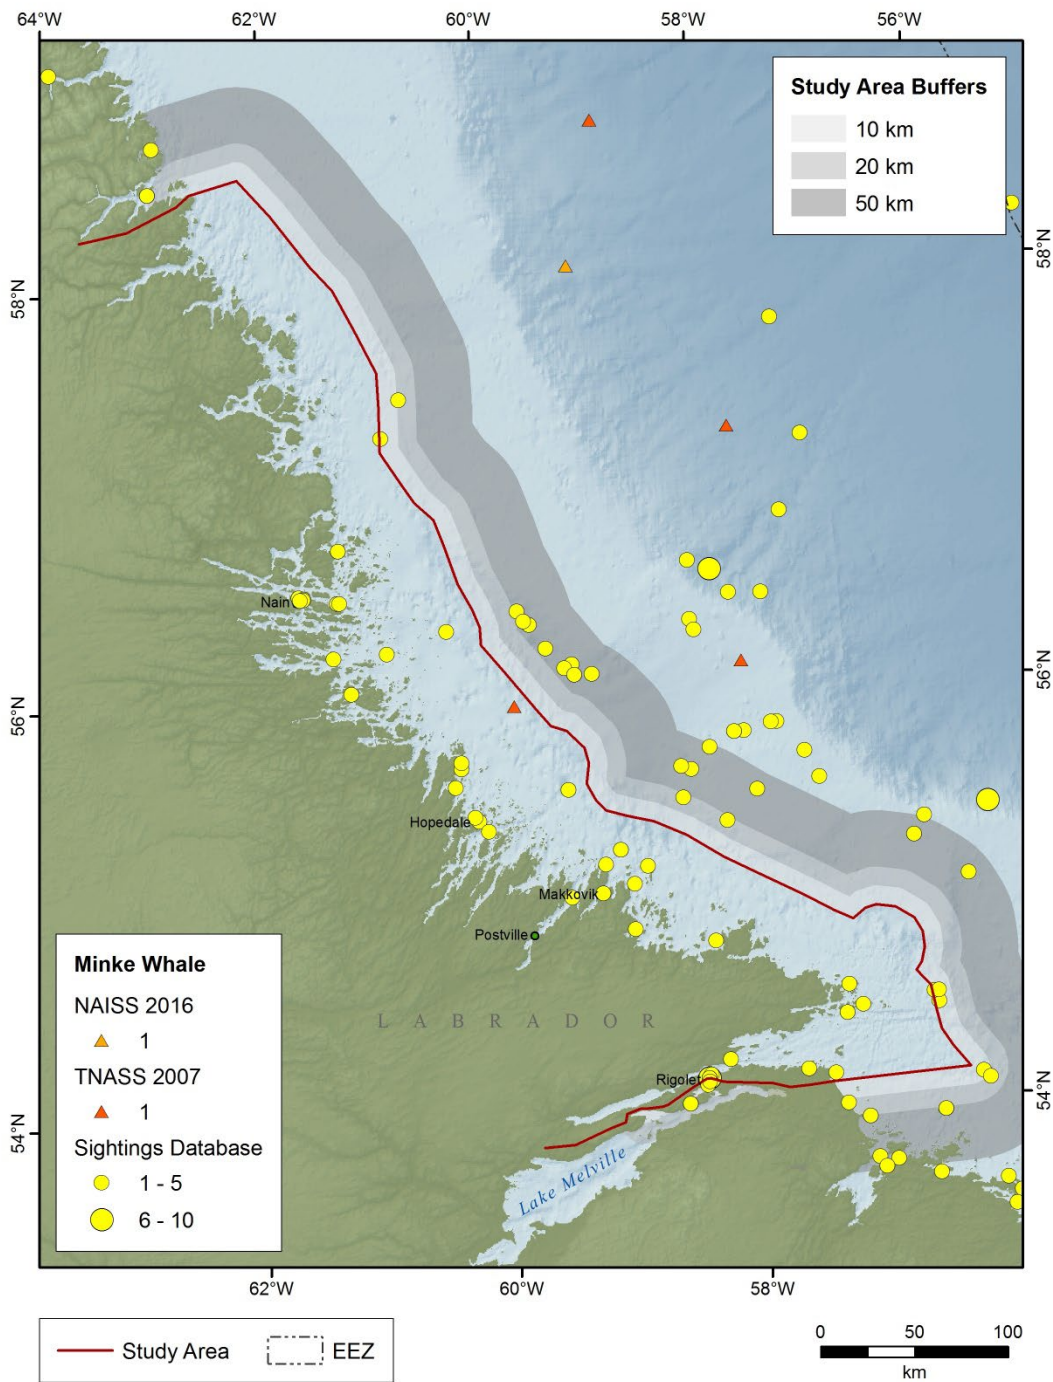 64°W 62°W 60°W 58°W 56°W
Study Area Buffers
10 km
20 km
50 km
58°N
58°N
Nain
56°N
56°N
Hopedale
Makkovik
Postville
LABRADOR
Rigolet
54°N
54°N
Lake Melville
Minke Whale
NAISS 2016
1
TNASS 2007
1
Sightings Database
1 - 5
6 - 10
62°W 60°W 58°W
Study Area EEZ
0 50 100
km